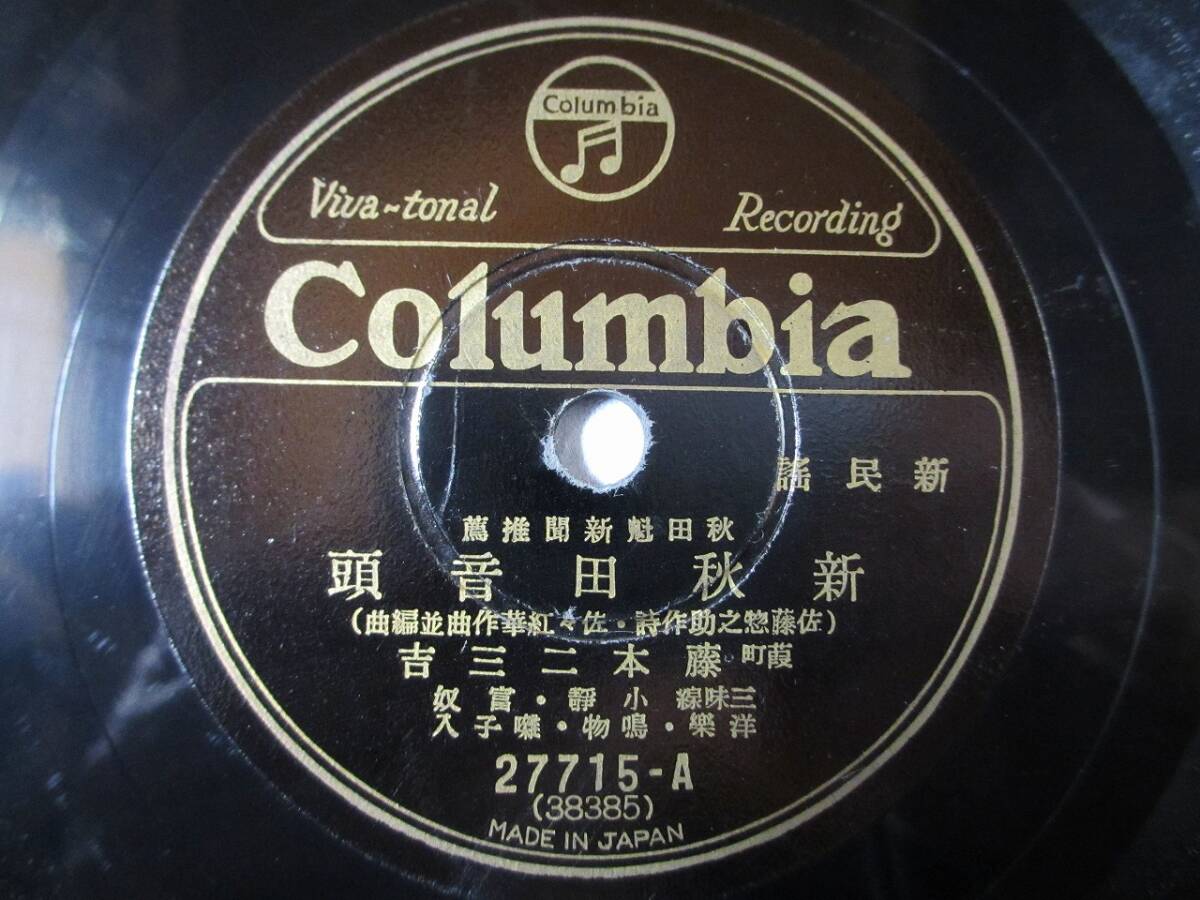 Columbia
Viva-tonal Recording
Columbia
新民謠
秋田魁新聞推薦
新秋田音頭
(佐藤惣之助作詩・佐々紅華作曲並編曲)
葭町 藤本二三吉
三味線 小靜・富奴
洋樂・鳴物・囃子入
27715-A
(38385)
MADE IN JAPAN